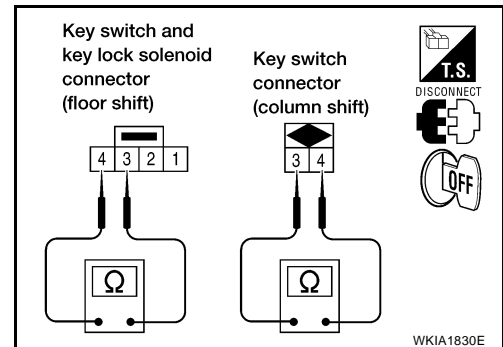 Key switch and
key lock solenoid
connector
(floor shift)
Key switch
connector
(column shift)
T.S.
DISCONNECT
OFF
4 3 2 1
3 4
Ω
Ω
WKIA1830E